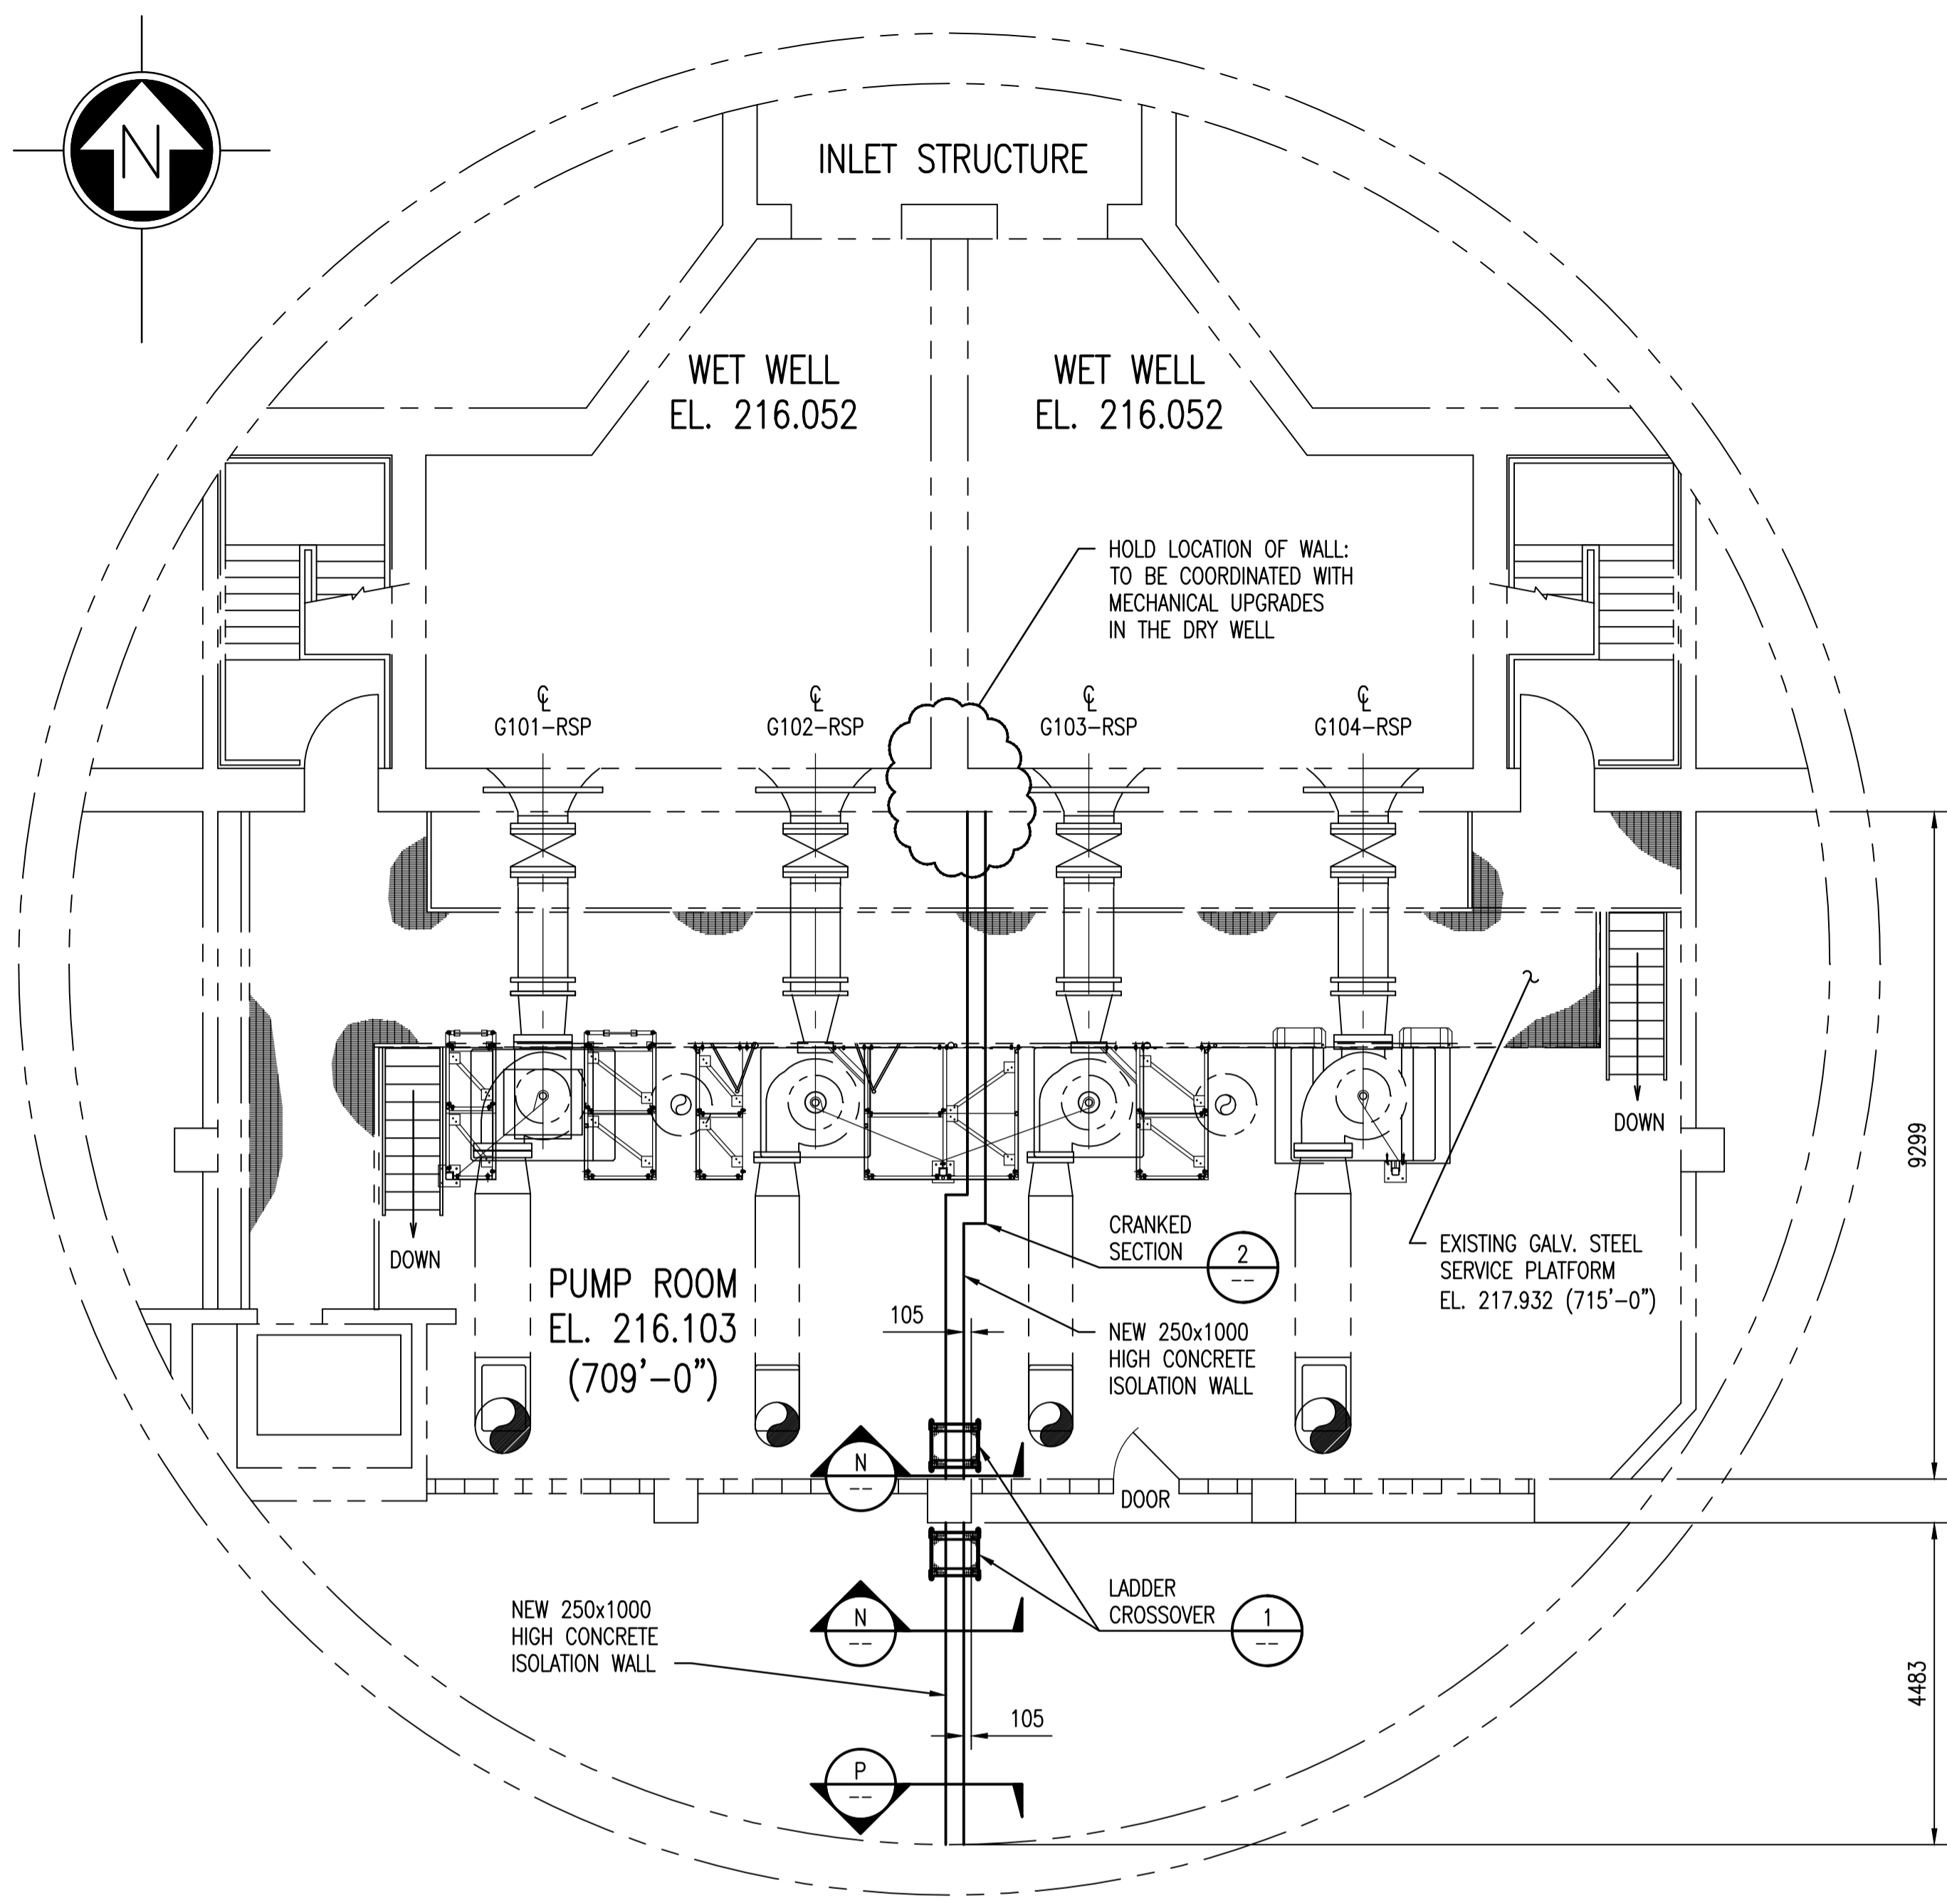 N
INLET STRUCTURE
WET WELL
EL. 216.052
WET WELL
EL. 216.052
HOLD LOCATION OF WALL:
TO BE COORDINATED WITH
MECHANICAL UPGRADES
IN THE DRY WELL
℄
G101-RSP
℄
G102-RSP
℄
G103-RSP
℄
G104-RSP
DOWN
9299
DOWN
CRANKED
SECTION
2
--
EXISTING GALV. STEEL
SERVICE PLATFORM
EL. 217.932 (715'-0")
PUMP ROOM
EL. 216.103
(709'-0")
105
NEW 250x1000
HIGH CONCRETE
ISOLATION WALL
N
--
DOOR
LADDER
CROSSOVER
1
--
NEW 250x1000
HIGH CONCRETE
ISOLATION WALL
N
--
4483
105
P
--